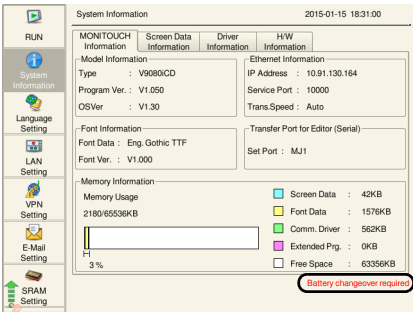 System Information
2015-01-15 18:31:00
RUN
System
Information
Language
Setting
LAN
Setting
VPN
Setting
E-Mail
Setting
SRAM
Setting
MONITOUCH
Information
Screen Data
Information
Driver
Information
H/W
Information
Model Information
Type : V9080iCD
Program Ver. : V1.050
OSVer : V1.30
Ethernet Information
IP Address : 10.91.130.164
Service Port : 10000
Trans.Speed : Auto
Font Information
Font Data : Eng. Gothic TTF
Font Ver. : V1.000
Transfer Port for Editor (Serial)
Set Port : MJ1
Memory Information
Memory Usage
2180/65536KB
3 %
Screen Data : 42KB
Font Data : 1576KB
Comm. Driver : 562KB
Extended Prg. : 0KB
Free Space : 63356KB
Battery changeover required